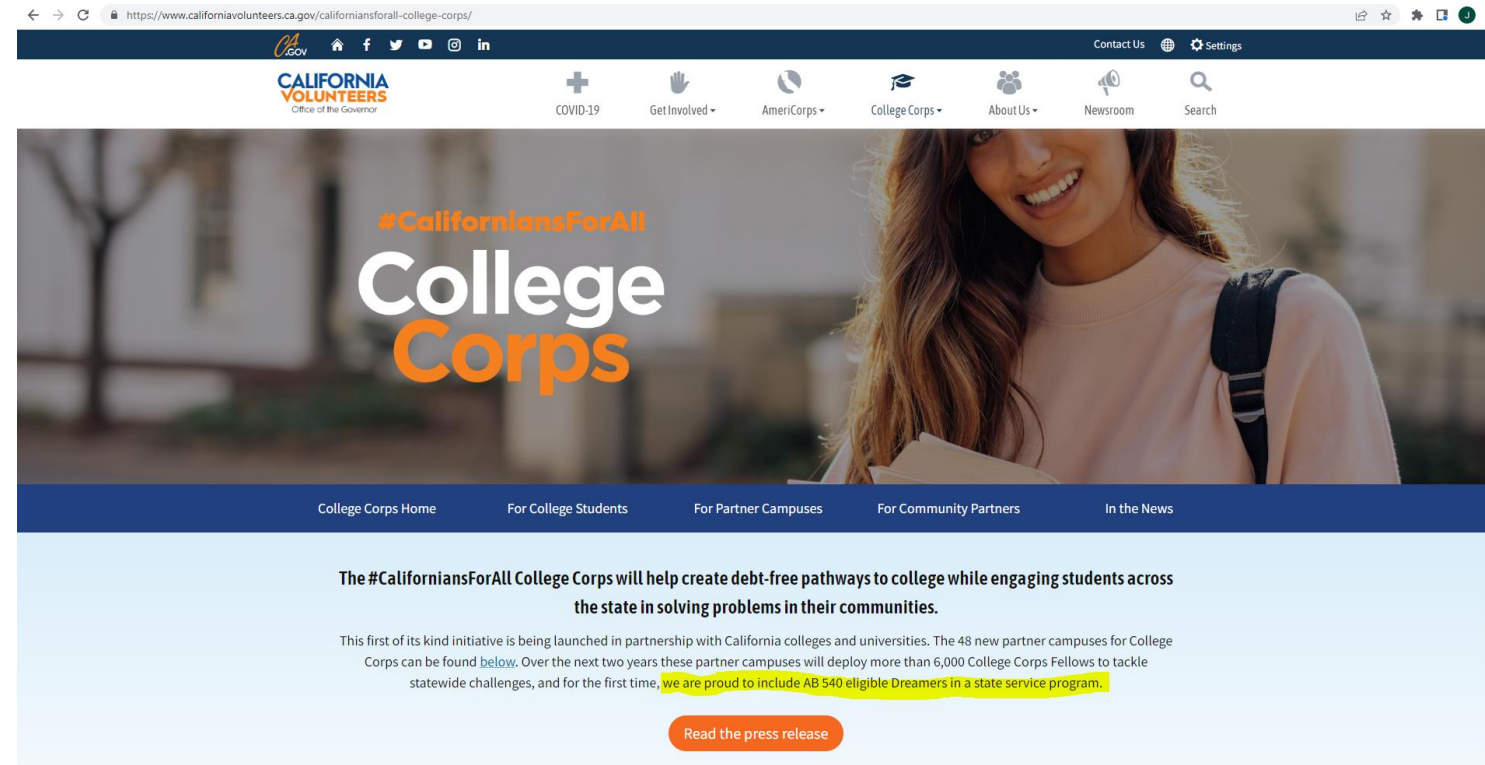 https://www.californiavolunteers.ca.gov/californiansforall-college-corps/
J
CA.GOV
Contact Us
Settings
CALIFORNIA
VOLUNTEERS
Office of the Governor
COVID-19
Get Involved
AmeriCorps
College Corps
About Us
Newsroom
Search
#CaliforniansForAll
College
Corps
College Corps Home
For College Students
For Partner Campuses
For Community Partners
In the News
The #CaliforniansForAll College Corps will help create debt-free pathways to college while engaging students across
the state in solving problems in their communities.
This first of its kind initiative is being launched in partnership with California colleges and universities. The 48 new partner campuses for College
Corps can be found below. Over the next two years these partner campuses will deploy more than 6,000 College Corps Fellows to tackle
statewide challenges, and for the first time, we are proud to include AB 540 eligible Dreamers in a state service program.
Read the press release